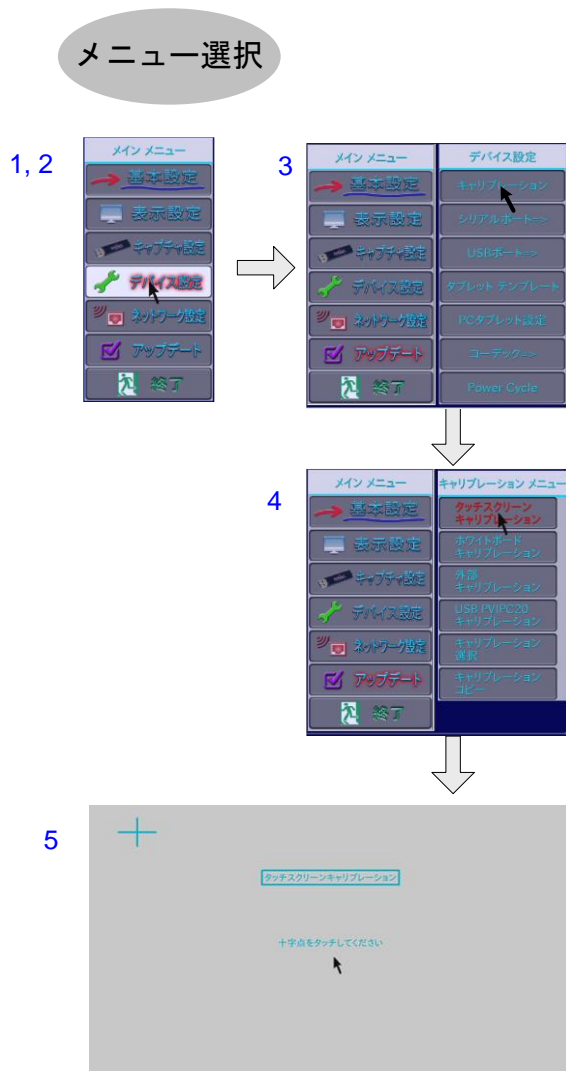 メニュー選択
1, 2
メイン メニュー
基本設定
表示設定
キャプチャ設定
デバイス設定
ネットワーク設定
アップデート
終了
3
メイン メニュー
基本設定
表示設定
キャプチャ設定
デバイス設定
ネットワーク設定
アップデート
終了
デバイス設定
キャリブレーション
シリアルポート=>
USBポート=>
タブレット テンプレート
PCタブレット設定
コーデック=>
Power Cycle
4
メイン メニュー
基本設定
表示設定
キャプチャ設定
デバイス設定
ネットワーク設定
アップデート
終了
キャリブレーション メニュー
タッチスクリーン
キャリブレーション
ホワイトボード
キャリブレーション
外部
キャリブレーション
USB PVIPC20
キャリブレーション
キャリブレーション
選択
キャリブレーション
コピー
5
タッチスクリーンキャリブレーション
十字点をタッチしてください